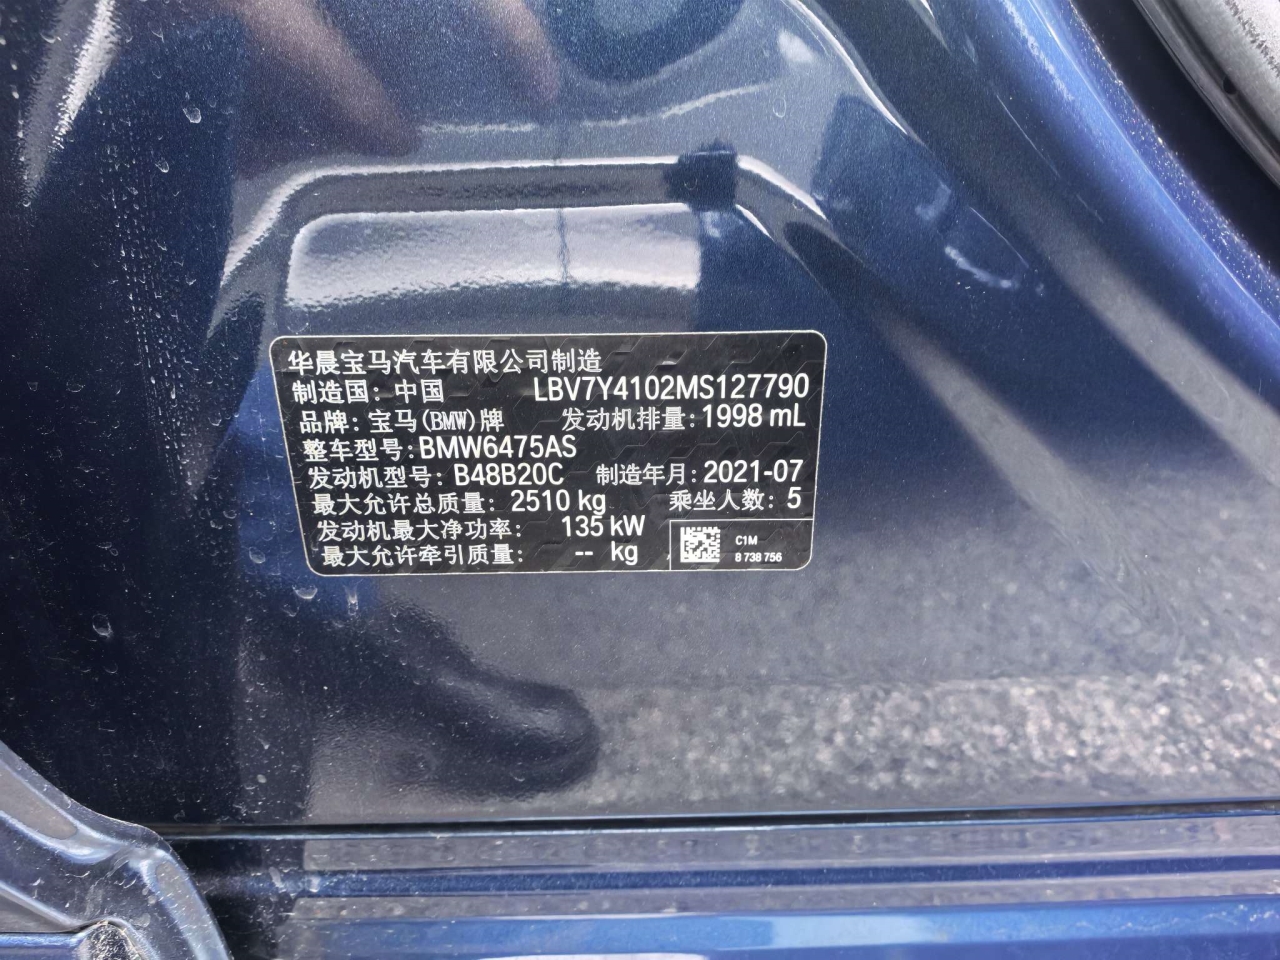 华晨宝马汽车有限公司制造
制造国：中国 LBV7Y4102MS127790
品牌：宝马(BMW)牌 发动机排量：1998 mL
整车型号：BMW6475AS
发动机型号：B48B20C 制造年月：2021-07
最大允许总质量：2510 kg 乘坐人数：5
发动机最大净功率：135 kW
最大允许牵引质量：-- kg
C1M
8 738 756